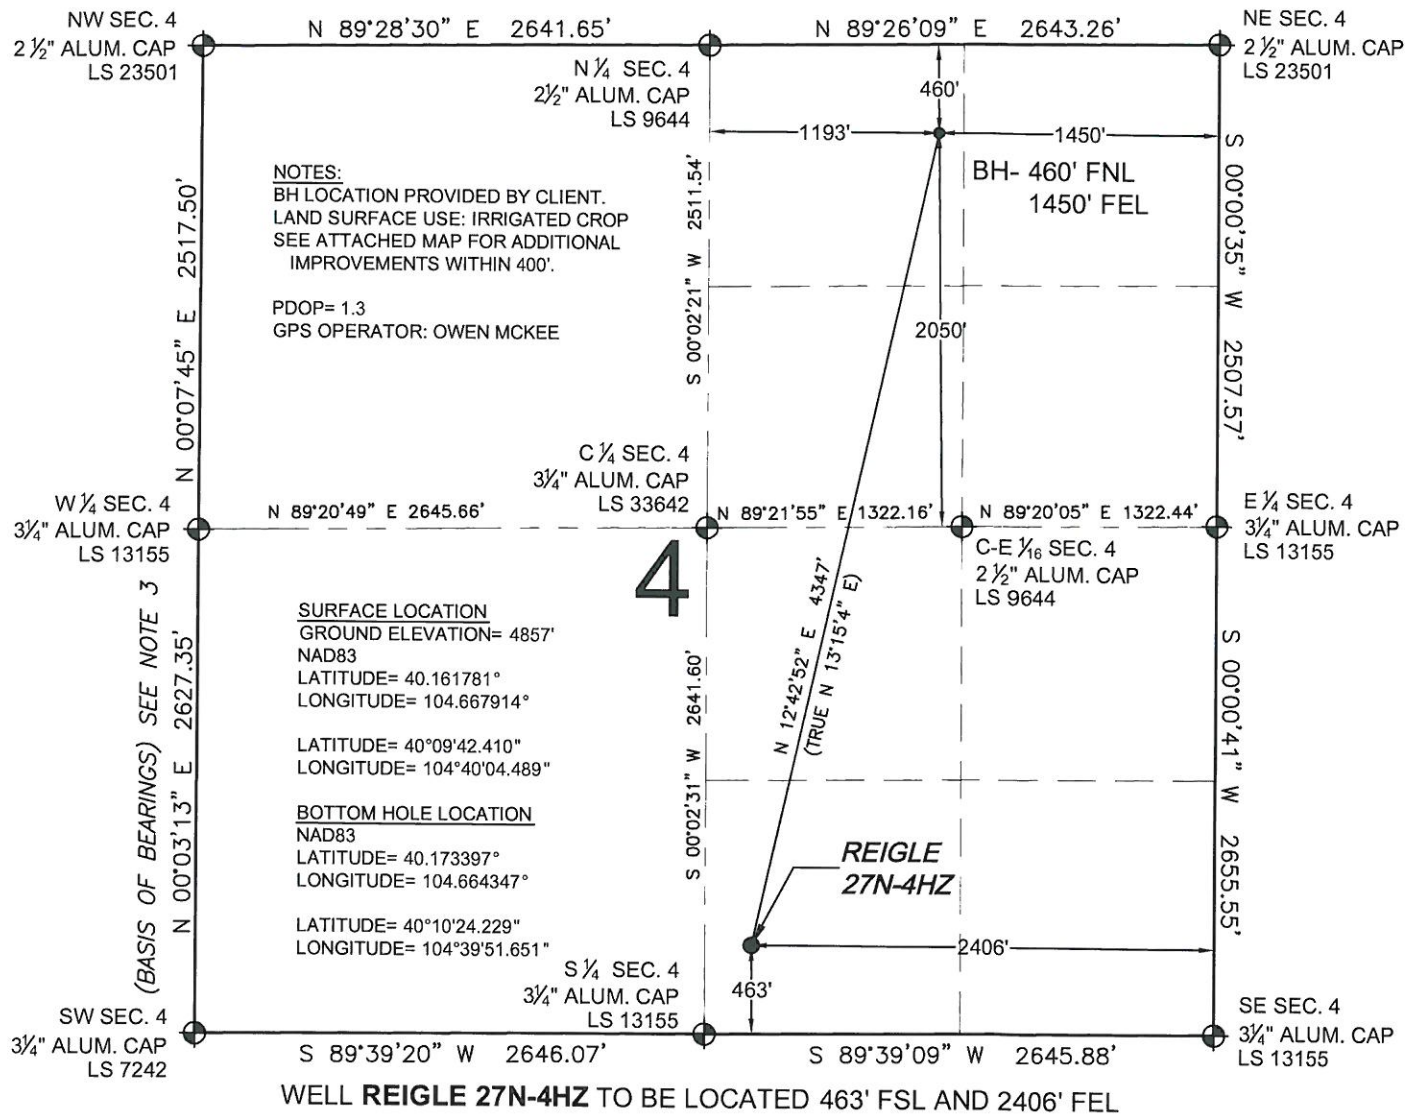 NW SEC. 4
2 ½" ALUM. CAP
LS 23501
N 89°28'30" E 2641.65'
N 89°26'09" E 2643.26'
NE SEC. 4
2 ½" ALUM. CAP
LS 23501
N ¼ SEC. 4
2½" ALUM. CAP
LS 9644
460'
1193'
1450'
BH- 460' FNL
1450' FEL
NOTES:
BH LOCATION PROVIDED BY CLIENT.
LAND SURFACE USE: IRRIGATED CROP
SEE ATTACHED MAP FOR ADDITIONAL
IMPROVEMENTS WITHIN 400'.
PDOP= 1.3
GPS OPERATOR: OWEN MCKEE
N 00°07'45" E 2517.50'
S 00°02'21" W 2511.54'
S 00°00'35" W 2507.57'
2050'
W ¼ SEC. 4
3¼" ALUM. CAP
LS 13155
N 89°20'49" E 2645.66'
C ¼ SEC. 4
3¼" ALUM. CAP
LS 33642
N 89°21'55" E 1322.16'
N 89°20'05" E 1322.44'
E ¼ SEC. 4
3¼" ALUM. CAP
LS 13155
C-E 1⁄16 SEC. 4
2 ½" ALUM. CAP
LS 9644
4
N 12°42'52" E 4347'
(TRUE N 13°15'4" E)
SURFACE LOCATION
GROUND ELEVATION= 4857'
NAD83
LATITUDE= 40.161781°
LONGITUDE= 104.667914°
LATITUDE= 40°09'42.410"
LONGITUDE= 104°40'04.489"
BOTTOM HOLE LOCATION
NAD83
LATITUDE= 40.173397°
LONGITUDE= 104.664347°
LATITUDE= 40°10'24.229"
LONGITUDE= 104°39'51.651"
(BASIS OF BEARINGS) SEE NOTE 3
N 00°03'13" E 2627.35'
S 00°02'31" W 2641.60'
S 00°00'41" W 2655.55'
REIGLE
27N-4HZ
2406'
463'
S ¼ SEC. 4
3¼" ALUM. CAP
LS 13155
SW SEC. 4
3¼" ALUM. CAP
LS 7242
S 89°39'20" W 2646.07'
S 89°39'09" W 2645.88'
SE SEC. 4
3¼" ALUM. CAP
LS 13155
WELL REIGLE 27N-4HZ TO BE LOCATED 463' FSL AND 2406' FEL